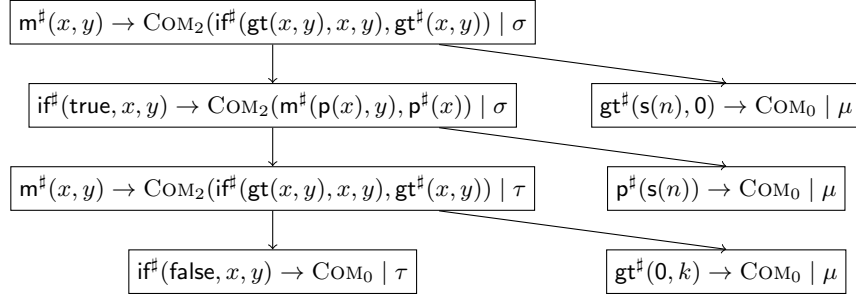 m♯(x, y) → COM₂(if♯(gt(x, y), x, y), gt♯(x, y)) | σ
if♯(true, x, y) → COM₂(m♯(p(x), y), p♯(x)) | σ
gt♯(s(n), 0) → COM₀ | μ
m♯(x, y) → COM₂(if♯(gt(x, y), x, y), gt♯(x, y)) | τ
p♯(s(n)) → COM₀ | μ
if♯(false, x, y) → COM₀ | τ
gt♯(0, k) → COM₀ | μ